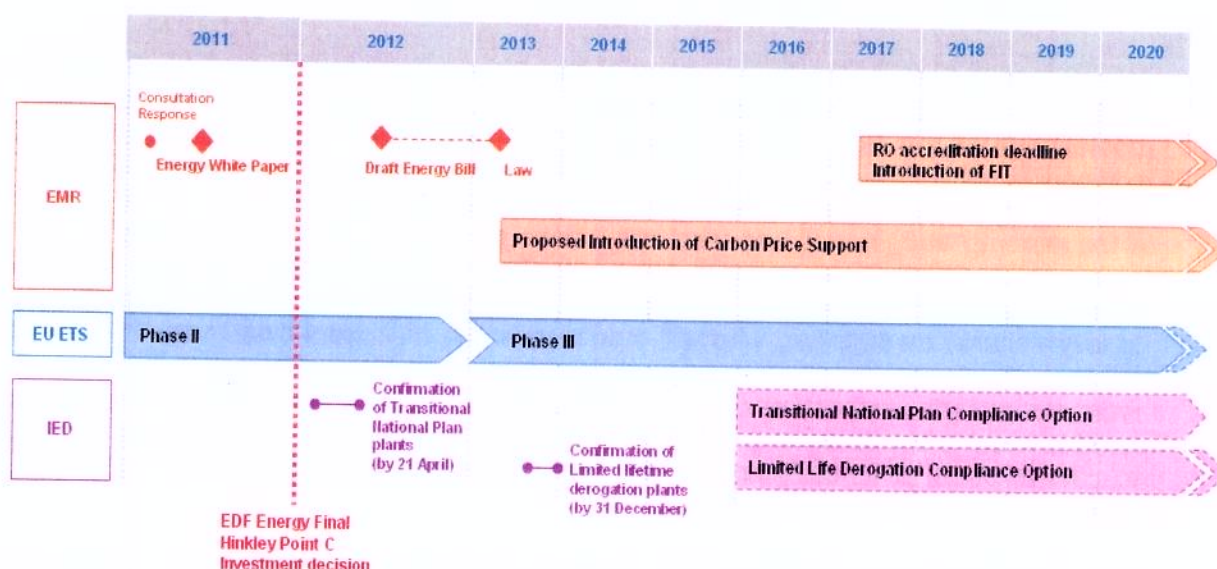 2011 2012 2013 2014 2015 2016 2017 2018 2019 2020
EMR
Consultation
Response
Energy White Paper
Draft Energy Bill
Law
RO accreditation deadline
Introduction of FIT
Proposed Introduction of Carbon Price Support
EU ETS
Phase II
Phase III
IED
Confirmation
of Transitional
National Plan
plants
(by 21 April)
Confirmation of
Limited lifetime
derogation plants
(by 31 December)
Transitional National Plan Compliance Option
Limited Life Derogation Compliance Option
EDF Energy Final
Hinkley Point C
Investment decision